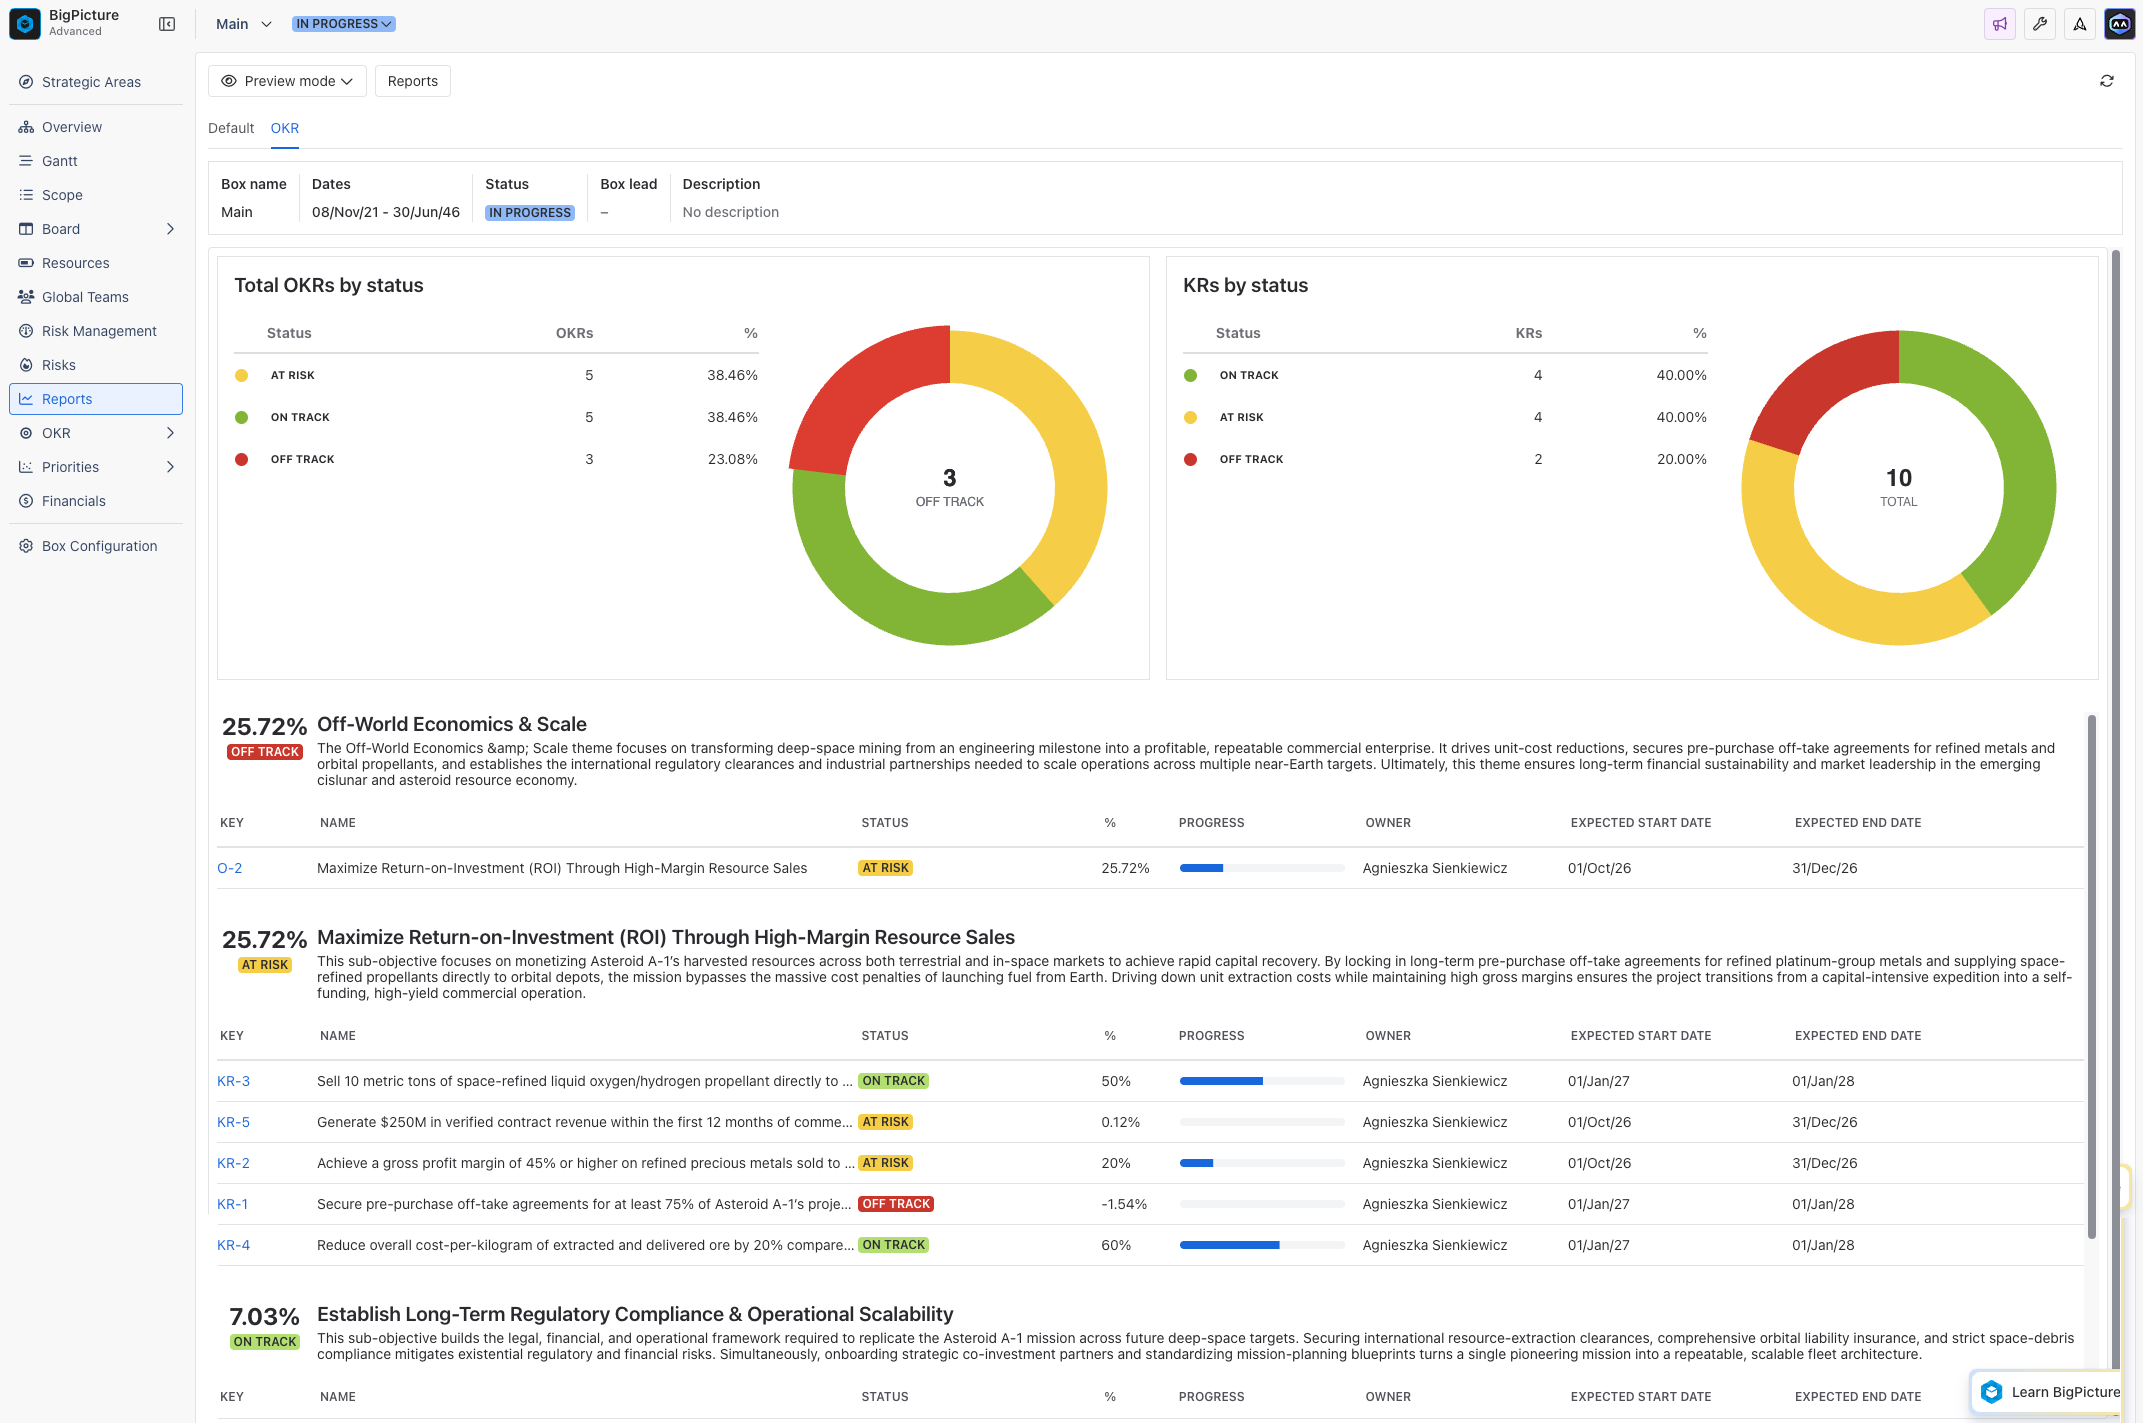 BigPicture
Advanced
Main
IN PROGRESS
Strategic Areas
Overview
Gantt
Scope
Board
Resources
Global Teams
Risk Management
Risks
Reports
OKR
Priorities
Financials
Box Configuration
Preview mode
Reports
Default OKR
Box name Dates Status Box lead Description
Main 08/Nov/21 - 30/Jun/46 IN PROGRESS – No description
Total OKRs by status
Status OKRs %
AT RISK 5 38.46%
ON TRACK 5 38.46%
OFF TRACK 3 23.08%
3
OFF TRACK
KRs by status
Status KRs %
ON TRACK 4 40.00%
AT RISK 4 40.00%
OFF TRACK 2 20.00%
10
TOTAL
25.72% Off-World Economics & Scale
OFF TRACK
The Off-World Economics &amp; Scale theme focuses on transforming deep-space mining from an engineering milestone into a profitable, repeatable commercial enterprise. It drives unit-cost reductions, secures pre-purchase off-take agreements for refined metals and
orbital propellants, and establishes the international regulatory clearances and industrial partnerships needed to scale operations across multiple near-Earth targets. Ultimately, this theme ensures long-term financial sustainability and market leadership in the emerging
cislunar and asteroid resource economy.
KEY NAME STATUS % PROGRESS OWNER EXPECTED START DATE EXPECTED END DATE
O-2 Maximize Return-on-Investment (ROI) Through High-Margin Resource Sales AT RISK 25.72% Agnieszka Sienkiewicz 01/Oct/26 31/Dec/26
25.72% Maximize Return-on-Investment (ROI) Through High-Margin Resource Sales
AT RISK
This sub-objective focuses on monetizing Asteroid A-1's harvested resources across both terrestrial and in-space markets to achieve rapid capital recovery. By locking in long-term pre-purchase off-take agreements for refined platinum-group metals and supplying space-
refined propellants directly to orbital depots, the mission bypasses the massive cost penalties of launching fuel from Earth. Driving down unit extraction costs while maintaining high gross margins ensures the project transitions from a capital-intensive expedition into a self-
funding, high-yield commercial operation.
KEY NAME STATUS % PROGRESS OWNER EXPECTED START DATE EXPECTED END DATE
KR-3 Sell 10 metric tons of space-refined liquid oxygen/hydrogen propellant directly to ... ON TRACK 50% Agnieszka Sienkiewicz 01/Jan/27 01/Jan/28
KR-5 Generate $250M in verified contract revenue within the first 12 months of comme... AT RISK 0.12% Agnieszka Sienkiewicz 01/Oct/26 31/Dec/26
KR-2 Achieve a gross profit margin of 45% or higher on refined precious metals sold to ... AT RISK 20% Agnieszka Sienkiewicz 01/Oct/26 31/Dec/26
KR-1 Secure pre-purchase off-take agreements for at least 75% of Asteroid A-1's proje... OFF TRACK -1.54% Agnieszka Sienkiewicz 01/Jan/27 01/Jan/28
KR-4 Reduce overall cost-per-kilogram of extracted and delivered ore by 20% compare... ON TRACK 60% Agnieszka Sienkiewicz 01/Jan/27 01/Jan/28
7.03% Establish Long-Term Regulatory Compliance & Operational Scalability
ON TRACK
This sub-objective builds the legal, financial, and operational framework required to replicate the Asteroid A-1 mission across future deep-space targets. Securing international resource-extraction clearances, comprehensive orbital liability insurance, and strict space-debris
compliance mitigates existential regulatory and financial risks. Simultaneously, onboarding strategic co-investment partners and standardizing mission-planning blueprints turns a single pioneering mission into a repeatable, scalable fleet architecture.
KEY NAME STATUS % PROGRESS OWNER EXPECTED START DATE EXPECTED END DATE
Learn BigPicture